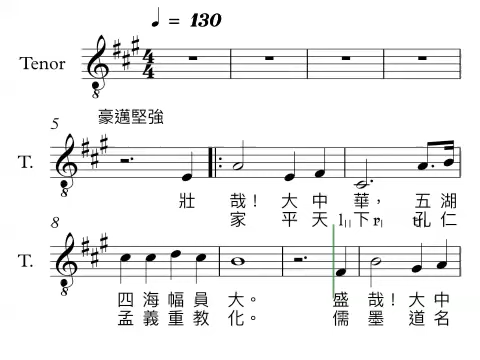 = 130
Tenor
豪邁堅強
5
T.
壯 哉！ 大 中 華， 五 湖
家 平 天 下， 孔 仁
8
T.
四 海 幅 員 大。 盛 哉！ 大 中
孟 義 重 教 化。 儒 墨 道 名